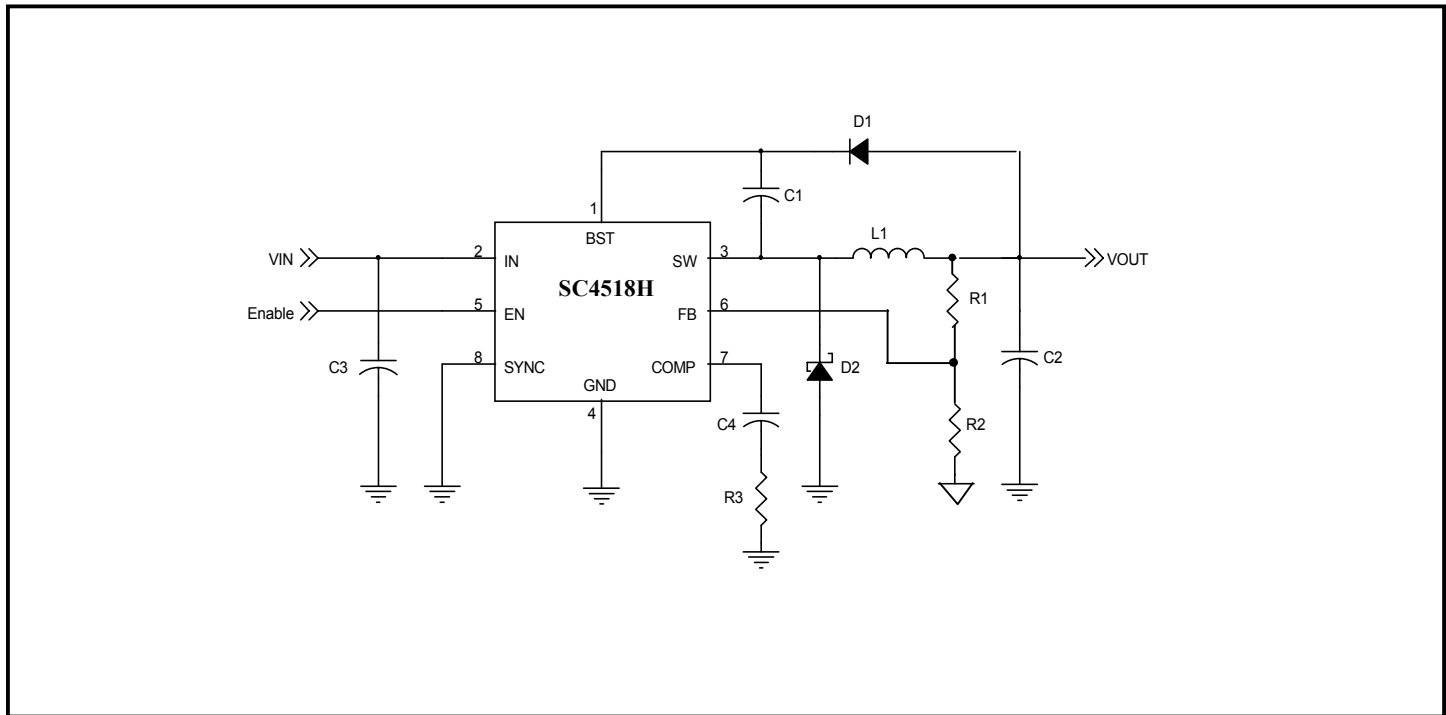 D1
C1
1
BST
L1
VIN
2
IN
SW
3
VOUT
SC4518H
R1
Enable
5
EN
FB
6
C3
8
SYNC
COMP
7
D2
C2
GND
4
C4
R2
R3